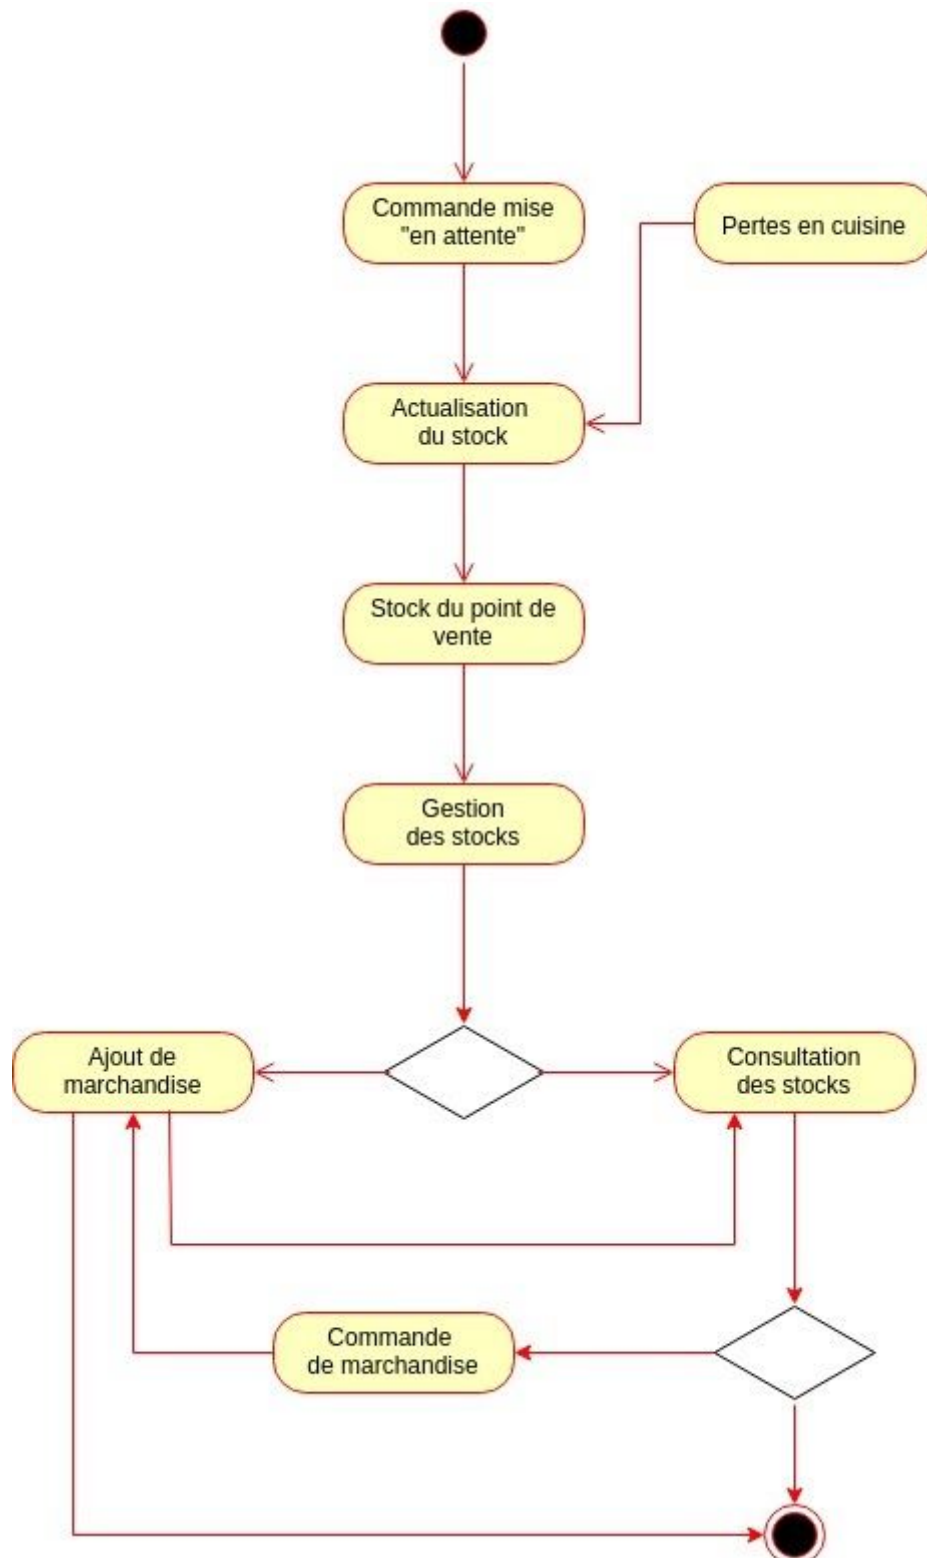 Commande mise
"en attente"
Pertes en cuisine
Actualisation
du stock
Stock du point de
vente
Gestion
des stocks
Ajout de
marchandise
Consultation
des stocks
Commande
de marchandise